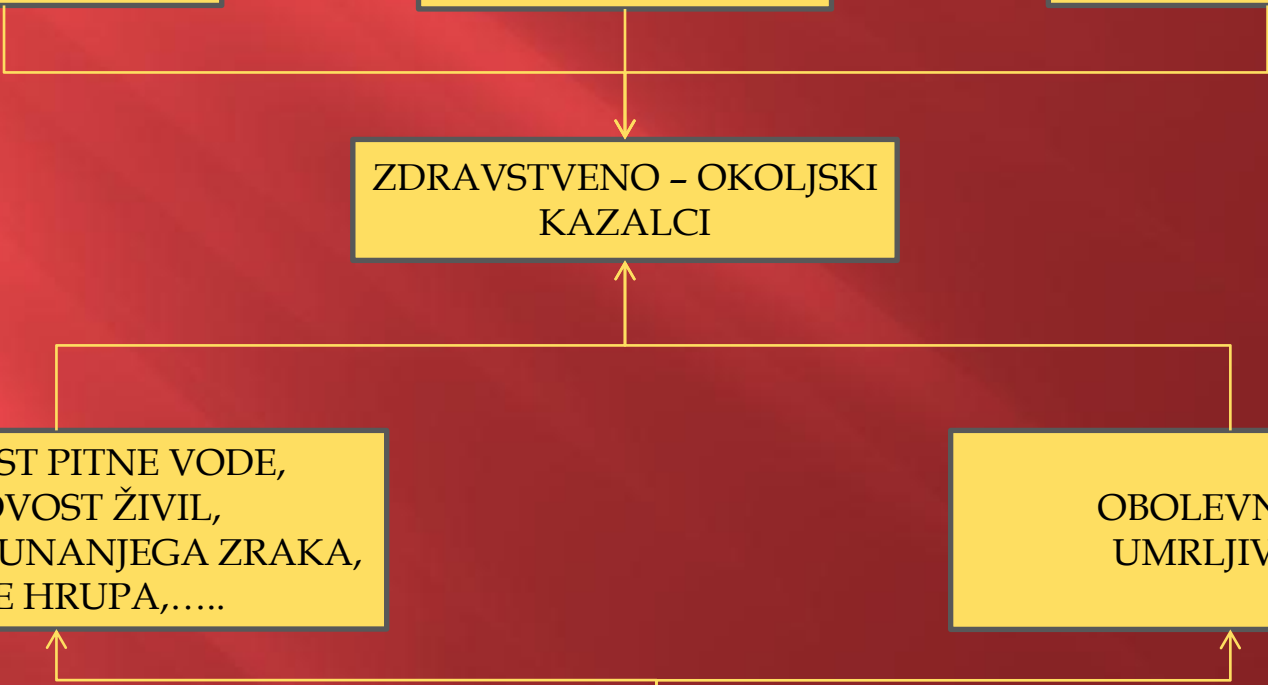 ZDRAVSTVENO – OKOLJSKI
KAZALCI
ST PITNE VODE,
OVOST ŽIVIL,
UNANJEGA ZRAKA,
E HRUPA,…..
OBOLEVN
UMRLJIV